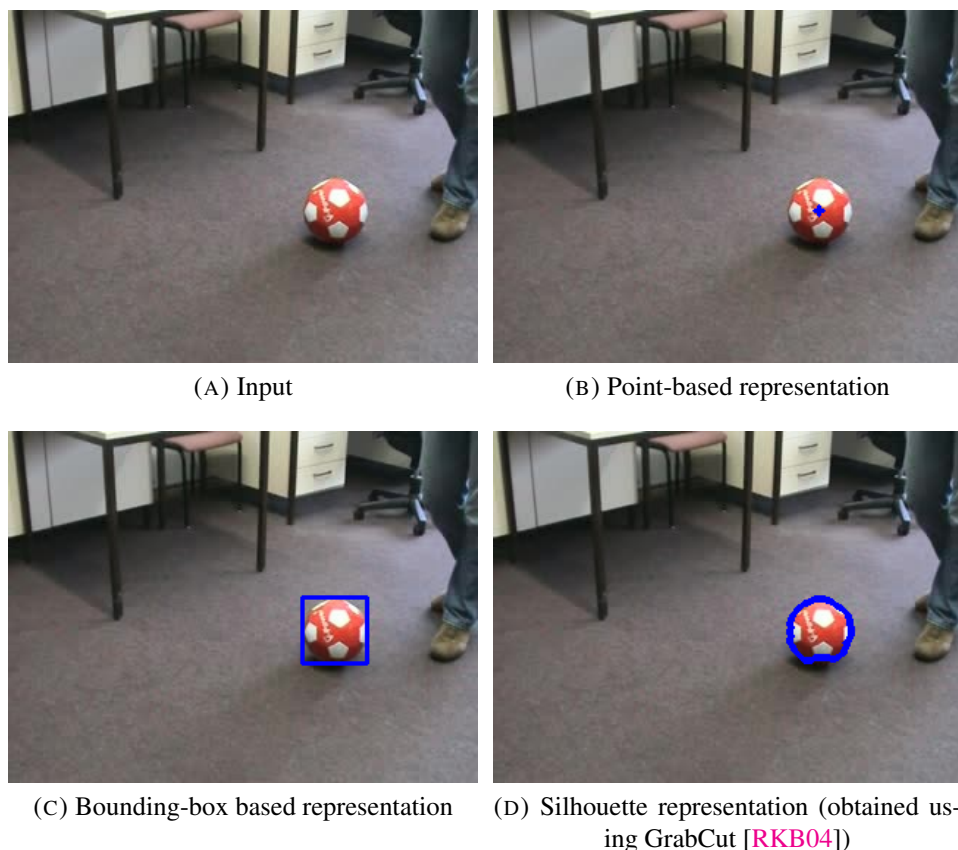 (A) Input
(B) Point-based representation
(C) Bounding-box based representation
(D) Silhouette representation (obtained us-
ing GrabCut [RKB04])